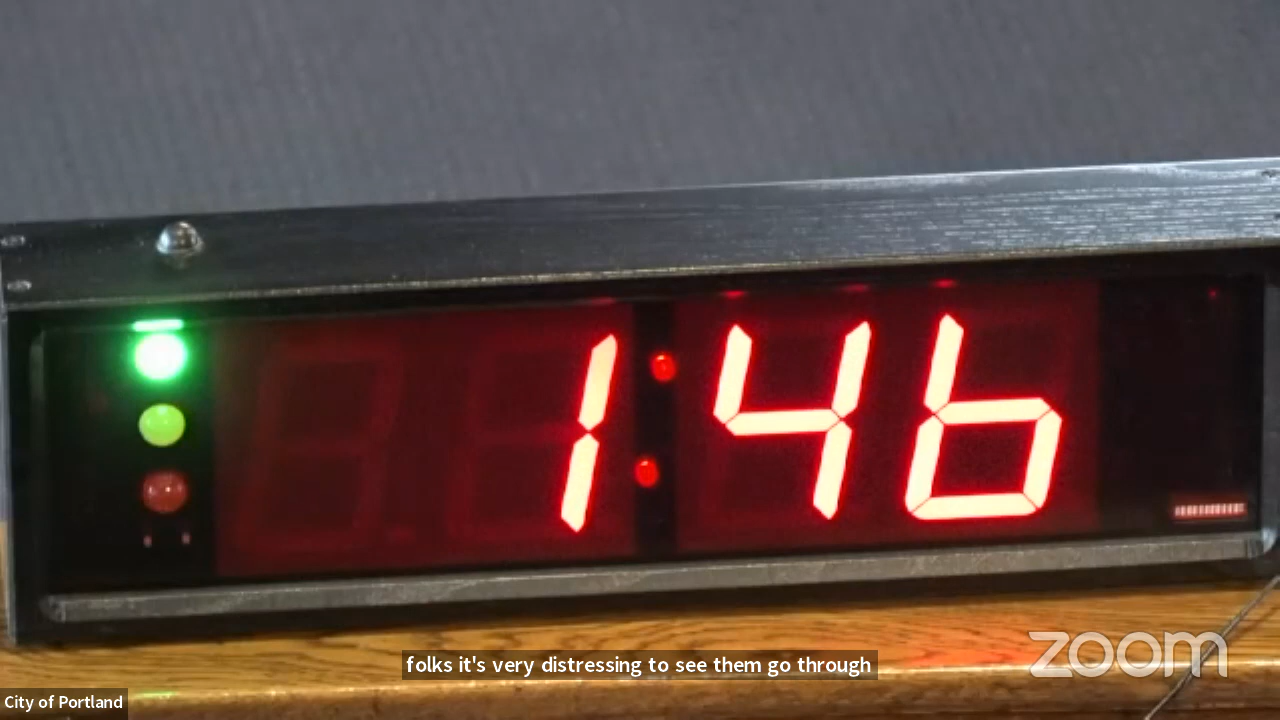 1:46
folks it's very distressing to see them go through
zoom
City of Portland